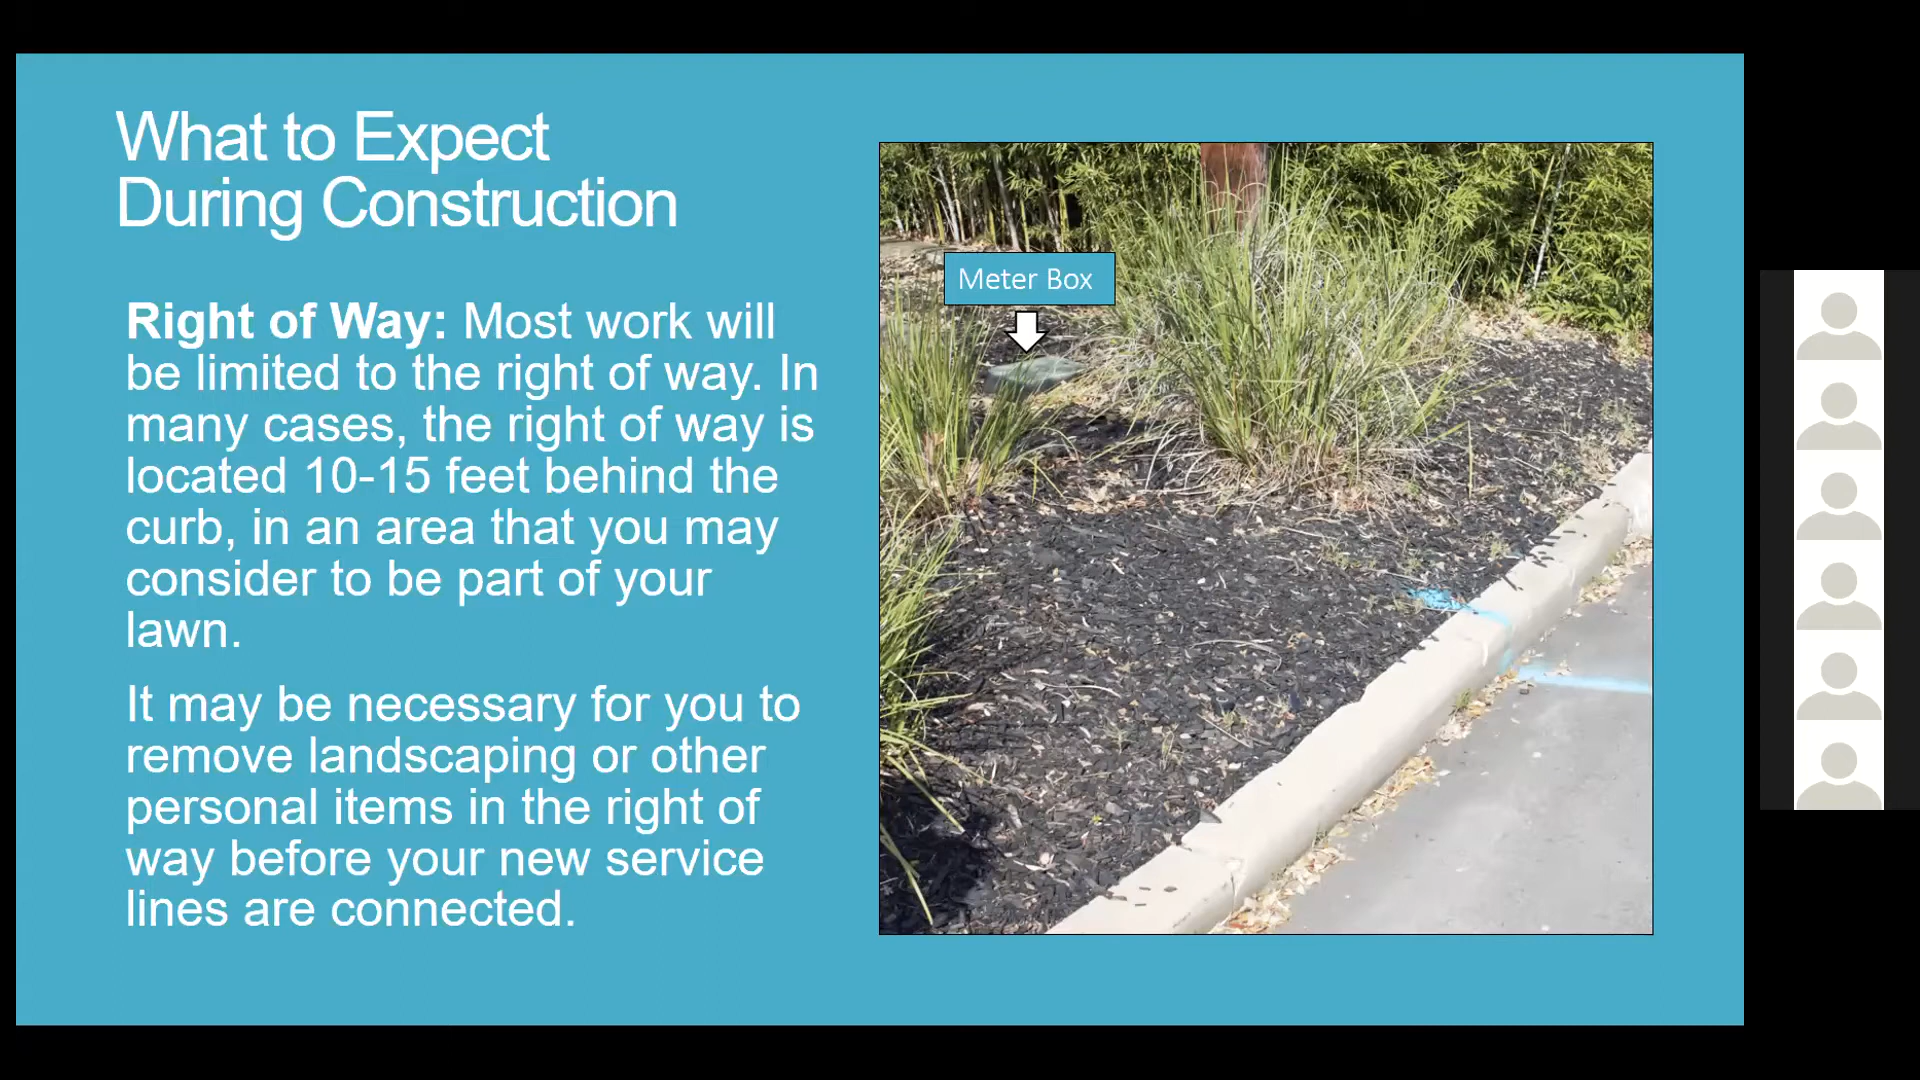 What to Expect
During Construction
Right of Way: Most work will
be limited to the right of way. In
many cases, the right of way is
located 10-15 feet behind the
curb, in an area that you may
consider to be part of your
lawn.
It may be necessary for you to
remove landscaping or other
personal items in the right of
way before your new service
lines are connected.
Meter Box